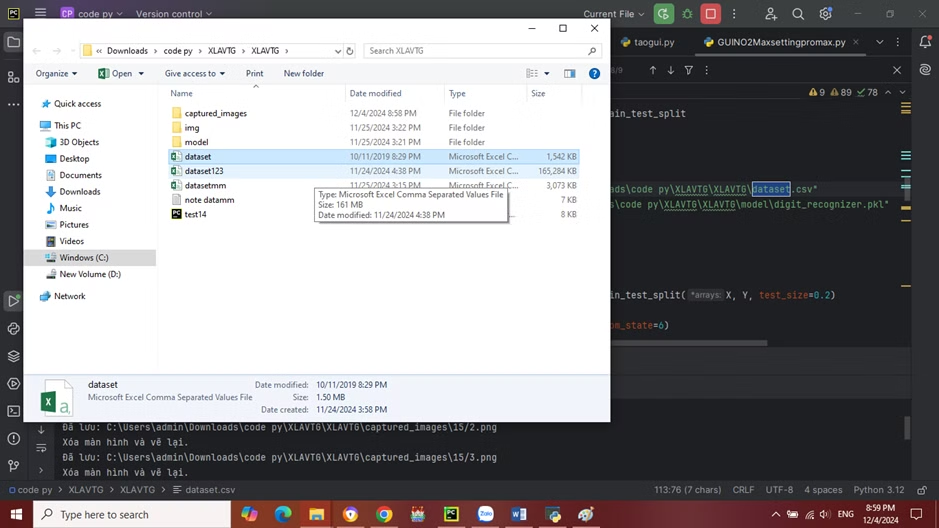 code py
Version control
Current File
taogui.py
GUINO2Maxsettingpromax.py
Downloads
code py
XLAVTG
XLAVTG
Search XLAVTG
Organize
Open
Give access to
Print
New folder
9
89
78
Name
Date modified
Type
Size
Quick access
This PC
3D Objects
Desktop
Documents
Downloads
Music
Pictures
Videos
Windows (C:)
New Volume (D:)
Network
captured_images 12/4/2024 8:58 PM File folder
img 11/25/2024 3:22 PM File folder
model 11/25/2024 3:21 PM File folder
dataset 10/11/2019 8:29 PM Microsoft Excel C... 1,542 KB
dataset123 11/24/2024 4:38 PM Microsoft Excel C... 165,284 KB
datasetmm 11/25/2024 3:15 PM Microsoft Excel C... 3,073 KB
note datamm 7 KB
test14 8 KB
Type: Microsoft Excel Comma Separated Values File
Size: 161 MB
Date modified: 11/24/2024 4:38 PM
ain_test_split
ads\code py\XLAVTG\XLAVTG\dataset.csv"
s\code py\XLAVTG\XLAVTG\model\digit_recognizer.pkl"
in_test_split( *arrays: X, Y, test_size=0.2)
om_state=6)
dataset
Microsoft Excel Comma Separated Values File
Date modified: 10/11/2019 8:29 PM
Size: 1.50 MB
Date created: 11/24/2024 3:58 PM
Đã lưu: C:\Users\admin\Downloads\code py\XLAVTG\XLAVTG\captured_images\15/2.png
Xóa màn hình và vẽ lại.
Đã lưu: C:\Users\admin\Downloads\code py\XLAVTG\XLAVTG\captured_images\15/3.png
Xóa màn hình và vẽ lại.
code py
XLAVTG
XLAVTG
dataset.csv
113:76 (7 chars)
CRLF
UTF-8
4 spaces
Python 3.12
Type here to search
ENG
8:59 PM
12/4/2024